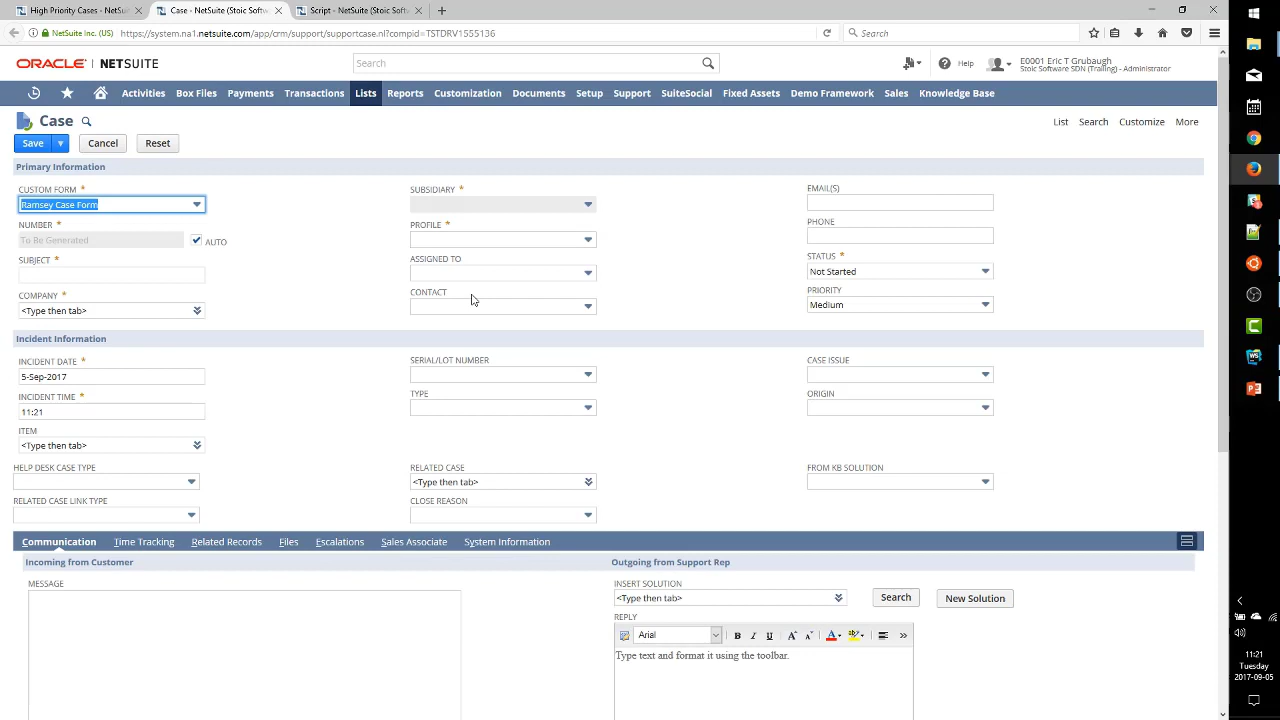 High Priority Cases - NetSuite
Case - NetSuite (Stoic Softw
Script - NetSuite (Stoic Softw
NetSuite Inc. (US)
https://system.na1.netsuite.com/app/crm/support/supportcase.nl?compid=TSTDRV1555136
Search
ORACLE | NETSUITE
Search
Help
E0001 Eric T Grubaugh
Stoic Software SDN (Trailing) - Administrator
Activities Box Files Payments Transactions Lists Reports Customization Documents Setup Support SuiteSocial Fixed Assets Demo Framework Sales Knowledge Base
Case
List Search Customize More
Save Cancel Reset
Primary Information
CUSTOM FORM *
Ramsey Case Form
NUMBER *
To Be Generated
AUTO
SUBJECT *
COMPANY *
<Type then tab>
SUBSIDIARY *
PROFILE *
ASSIGNED TO
CONTACT
EMAIL(S)
PHONE
STATUS *
Not Started
PRIORITY
Medium
Incident Information
INCIDENT DATE *
5-Sep-2017
INCIDENT TIME *
11:21
ITEM
<Type then tab>
SERIAL/LOT NUMBER
TYPE
CASE ISSUE
ORIGIN
HELP DESK CASE TYPE
RELATED CASE LINK TYPE
RELATED CASE
<Type then tab>
CLOSE REASON
FROM KB SOLUTION
Communication Time Tracking Related Records Files Escalations Sales Associate System Information
Incoming from Customer
MESSAGE
Outgoing from Support Rep
INSERT SOLUTION
<Type then tab>
Search
New Solution
REPLY
Arial
B I U A A A ab
Type text and format it using the toolbar.
11:21
Tuesday
2017-09-05